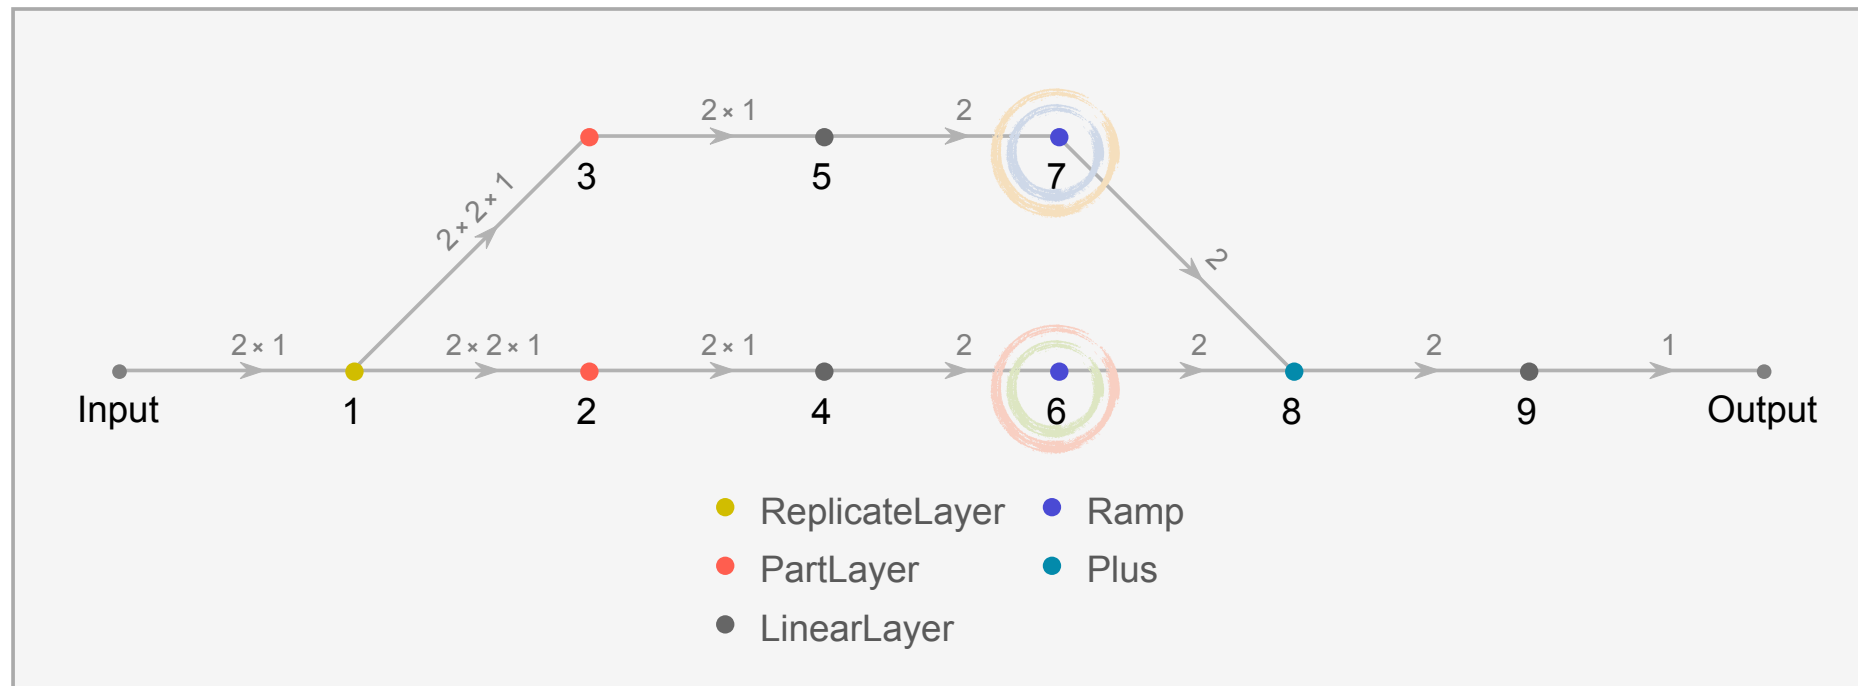 2 × 1 2
3 5 7
2 × 2 × 1
2
2 × 1 2 × 2 × 1 2 × 1 2 2 2 1
Input 1 2 4 6 8 9 Output
ReplicateLayer Ramp
PartLayer Plus
LinearLayer